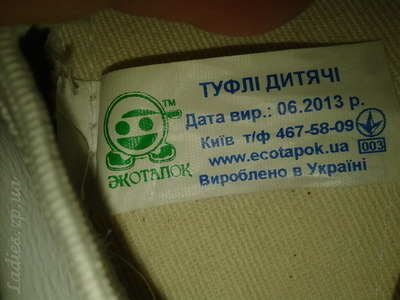 ТУФЛІ ДИТЯЧІ
Дата вир.: 06.2013 р.
Київ т/ф 467-58-09
www.ecotapok.ua
003
Вироблено в Україні
TM
ЭКОТАПОК
Ladies.zp.ua